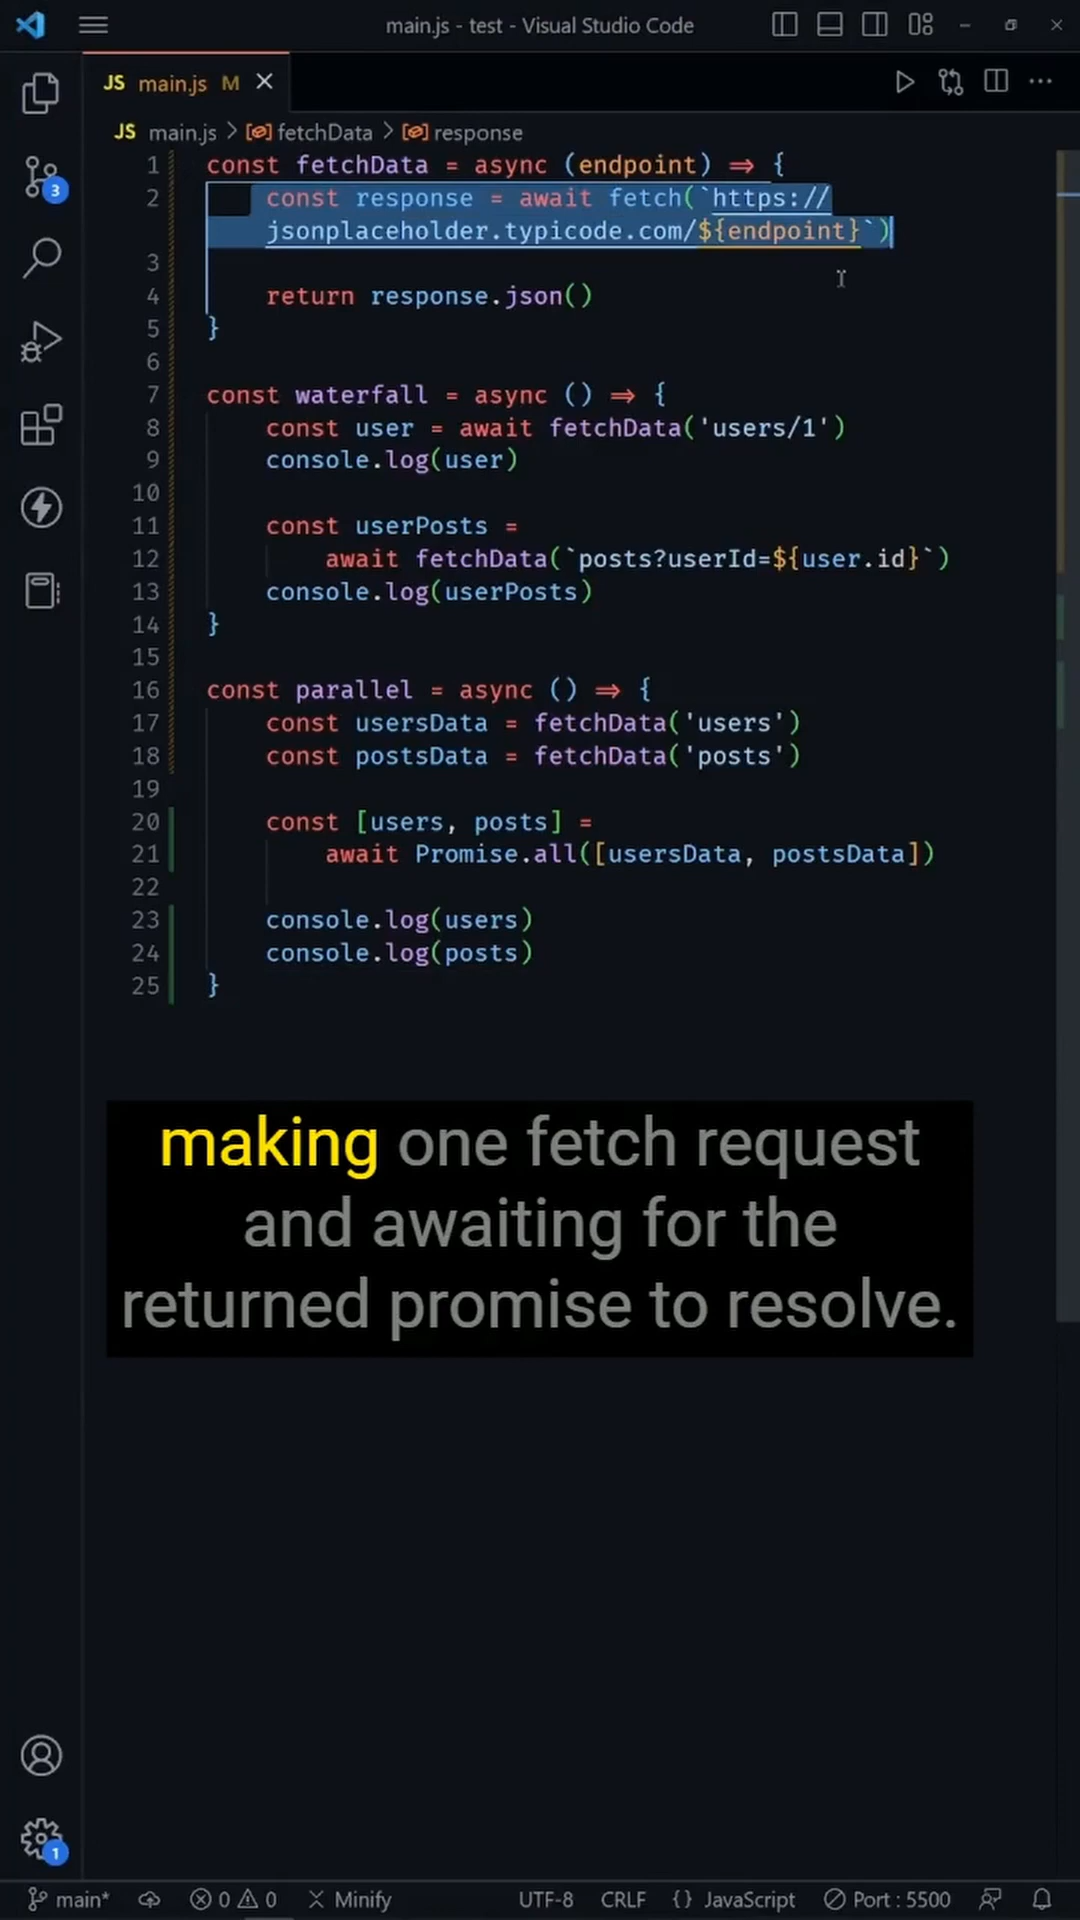 main.js - test - Visual Studio Code
JS main.js M
JS main.js > fetchData > response
1 const fetchData = async (endpoint) => {
2 const response = await fetch(`https://
jsonplaceholder.typicode.com/${endpoint}`)
3
4 return response.json()
5 }
6
7 const waterfall = async () => {
8 const user = await fetchData('users/1')
9 console.log(user)
10
11 const userPosts =
12 await fetchData(`posts?userId=${user.id}`)
13 console.log(userPosts)
14 }
15
16 const parallel = async () => {
17 const usersData = fetchData('users')
18 const postsData = fetchData('posts')
19
20 const [users, posts] =
21 await Promise.all([usersData, postsData])
22
23 console.log(users)
24 console.log(posts)
25 }
3
making one fetch request
and awaiting for the
returned promise to resolve.
1
main* 0 0 Minify UTF-8 CRLF {} JavaScript Port : 5500